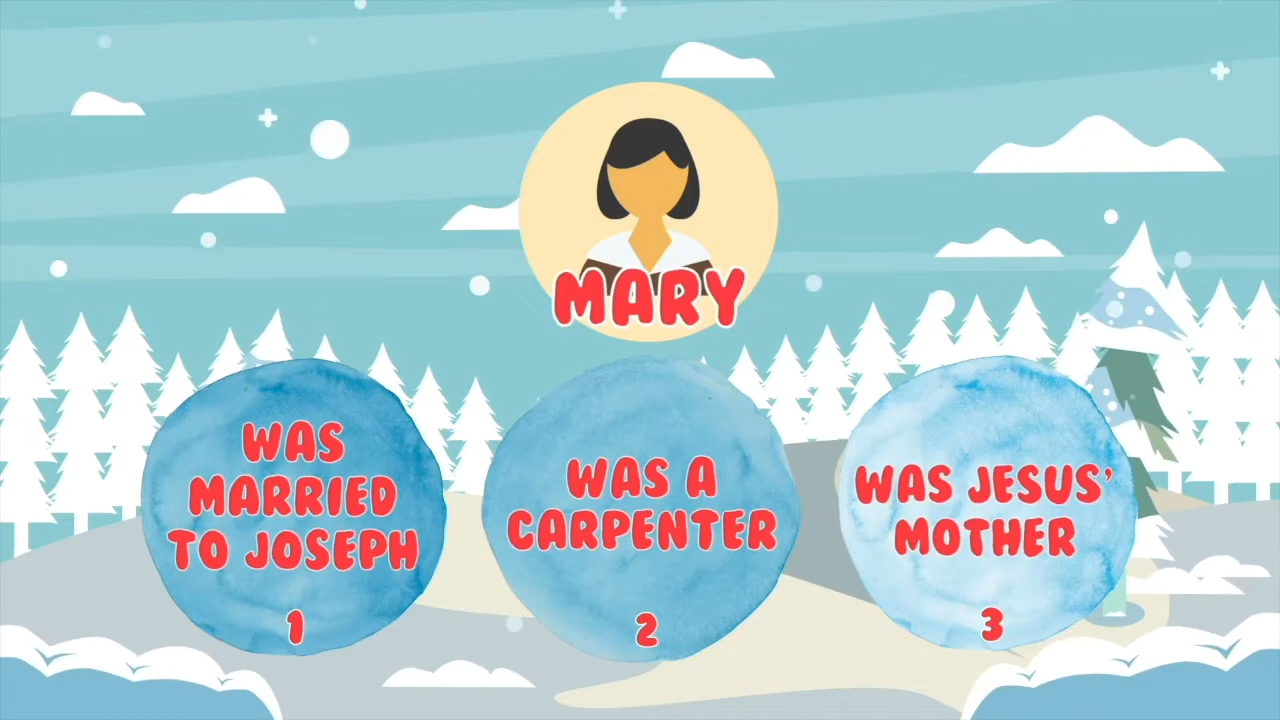 MARY
WAS
MARRIED
TO JOSEPH
1
WAS A
CARPENTER
2
WAS JESUS'
MOTHER
3